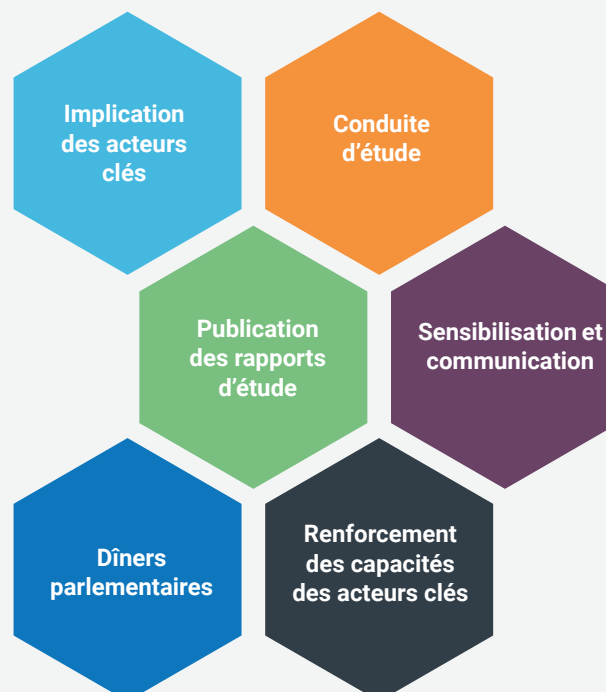 Implication
des acteurs
clés
Conduite
d'étude
Publication
des rapports
d'étude
Sensibilisation et
communication
Dîners
parlementaires
Renforcement
des capacités
des acteurs clés